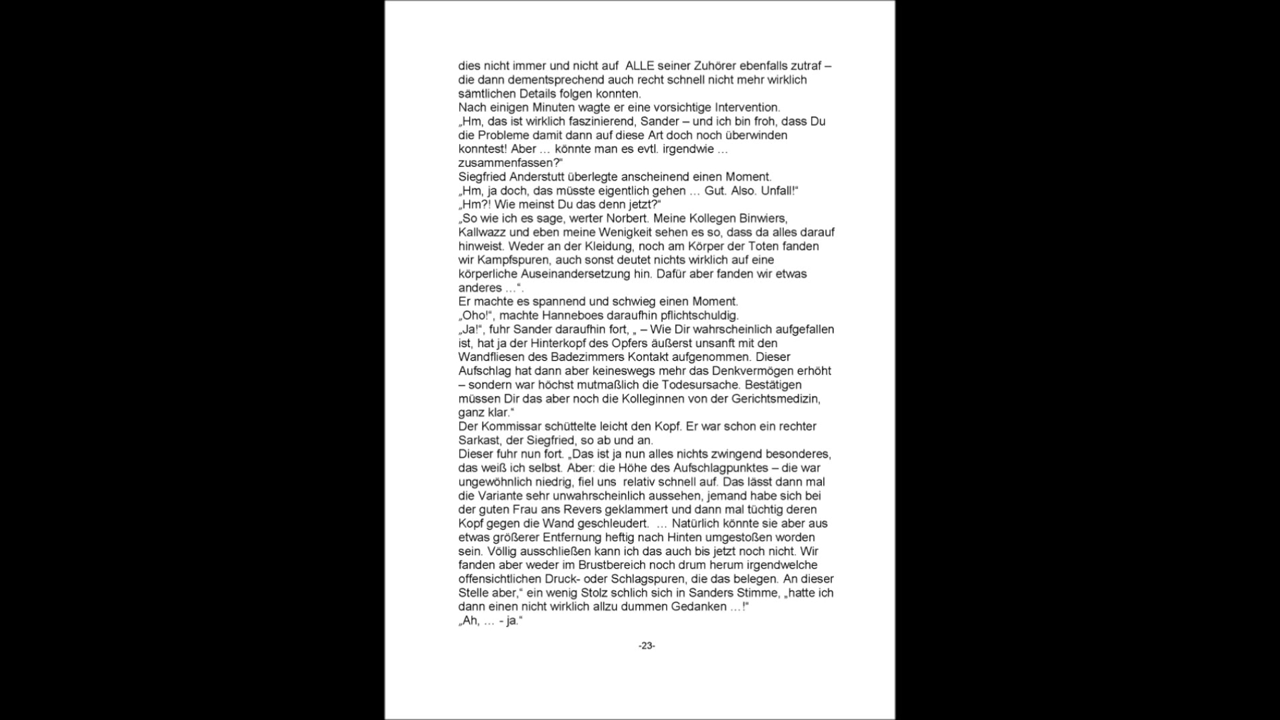 dies nicht immer und nicht auf  ALLE seiner Zuhörer ebenfalls zutraf –
die dann dementsprechend auch recht schnell nicht mehr wirklich
sämtlichen Details folgen konnten.
Nach einigen Minuten wagte er eine vorsichtige Intervention.
„Hm, das ist wirklich faszinierend, Sander – und ich bin froh, dass Du
die Probleme damit dann auf diese Art doch noch überwinden
konntest! Aber … könnte man es evtl. irgendwie …
zusammenfassen?“
Siegfried Anderstutt überlegte anscheinend einen Moment.
„Hm, ja doch, das müsste eigentlich gehen … Gut. Also. Unfall!“
„Hm?! Wie meinst Du das denn jetzt?“
„So wie ich es sage, werter Norbert. Meine Kollegen Binwiers,
Kallwazz und eben meine Wenigkeit sehen es so, dass da alles darauf
hinweist. Weder an der Kleidung, noch am Körper der Toten fanden
wir Kampfspuren, auch sonst deutet nichts wirklich auf eine
körperliche Auseinandersetzung hin. Dafür aber fanden wir etwas
anderes …“.
Er machte es spannend und schwieg einen Moment.
„Oho!“, machte Hanneboes daraufhin pflichtschuldig.
„Ja!“, fuhr Sander daraufhin fort, „ – Wie Dir wahrscheinlich aufgefallen
ist, hat ja der Hinterkopf des Opfers äußerst unsanft mit den
Wandfliesen des Badezimmers Kontakt aufgenommen. Dieser
Aufschlag hat dann aber keineswegs mehr das Denkvermögen erhöht
– sondern war höchst mutmaßlich die Todesursache. Bestätigen
müssen Dir das aber noch die Kolleginnen von der Gerichtsmedizin,
ganz klar.“
Der Kommissar schüttelte leicht den Kopf. Er war schon ein rechter
Sarkast, der Siegfried, so ab und an.
Dieser fuhr nun fort. „Das ist ja nun alles nichts zwingend besonderes,
das weiß ich selbst. Aber: die Höhe des Aufschlagpunktes – die war
ungewöhnlich niedrig, fiel uns  relativ schnell auf. Das lässt dann mal
die Variante sehr unwahrscheinlich aussehen, jemand habe sich bei
der guten Frau ans Revers geklammert und dann mal tüchtig deren
Kopf gegen die Wand geschleudert.  … Natürlich könnte sie aber aus
etwas größerer Entfernung heftig nach Hinten umgestoßen worden
sein. Völlig ausschließen kann ich das auch bis jetzt noch nicht. Wir
fanden aber weder im Brustbereich noch drum herum irgendwelche
offensichtlichen Druck- oder Schlagspuren, die das belegen. An dieser
Stelle aber,“ ein wenig Stolz schlich sich in Sanders Stimme, „hatte ich
dann einen nicht wirklich allzu dummen Gedanken …!“
„Ah, … - ja.“
-23-